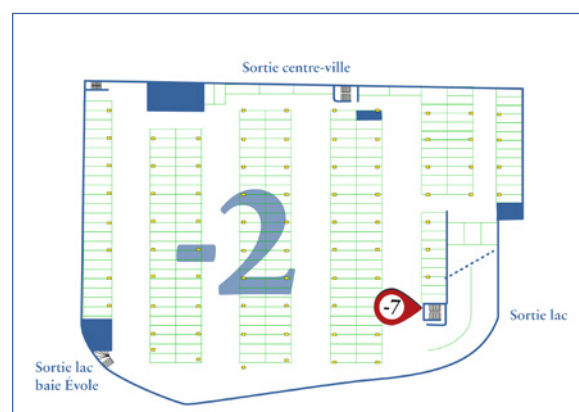 Sortie centre-ville
-2
-7
Sortie lac
Sortie lac
baie Évole